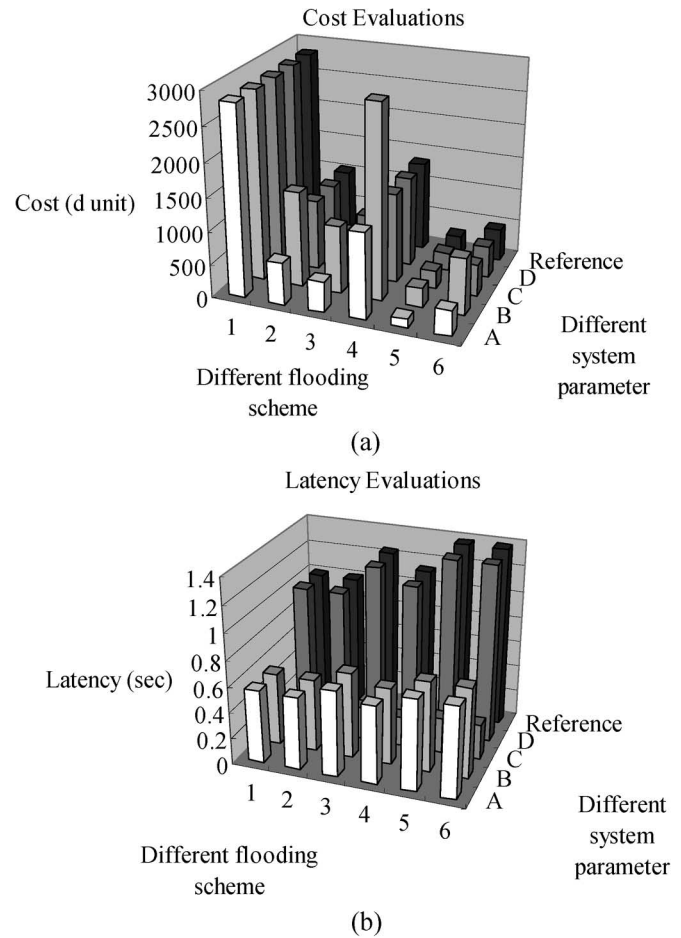 Cost Evaluations
3000
2500
2000
1500
1000
500
0
Cost (d unit)
1
2
3
4
5
6
Different flooding
scheme
Reference
D
C
B
A
Different
system
parameter
(a)
Latency Evaluations
1.4
1.2
1
0.8
0.6
0.4
0.2
0
Latency (sec)
1
2
3
4
5
6
Different flooding
scheme
Reference
D
C
B
A
Different
system
parameter
(b)